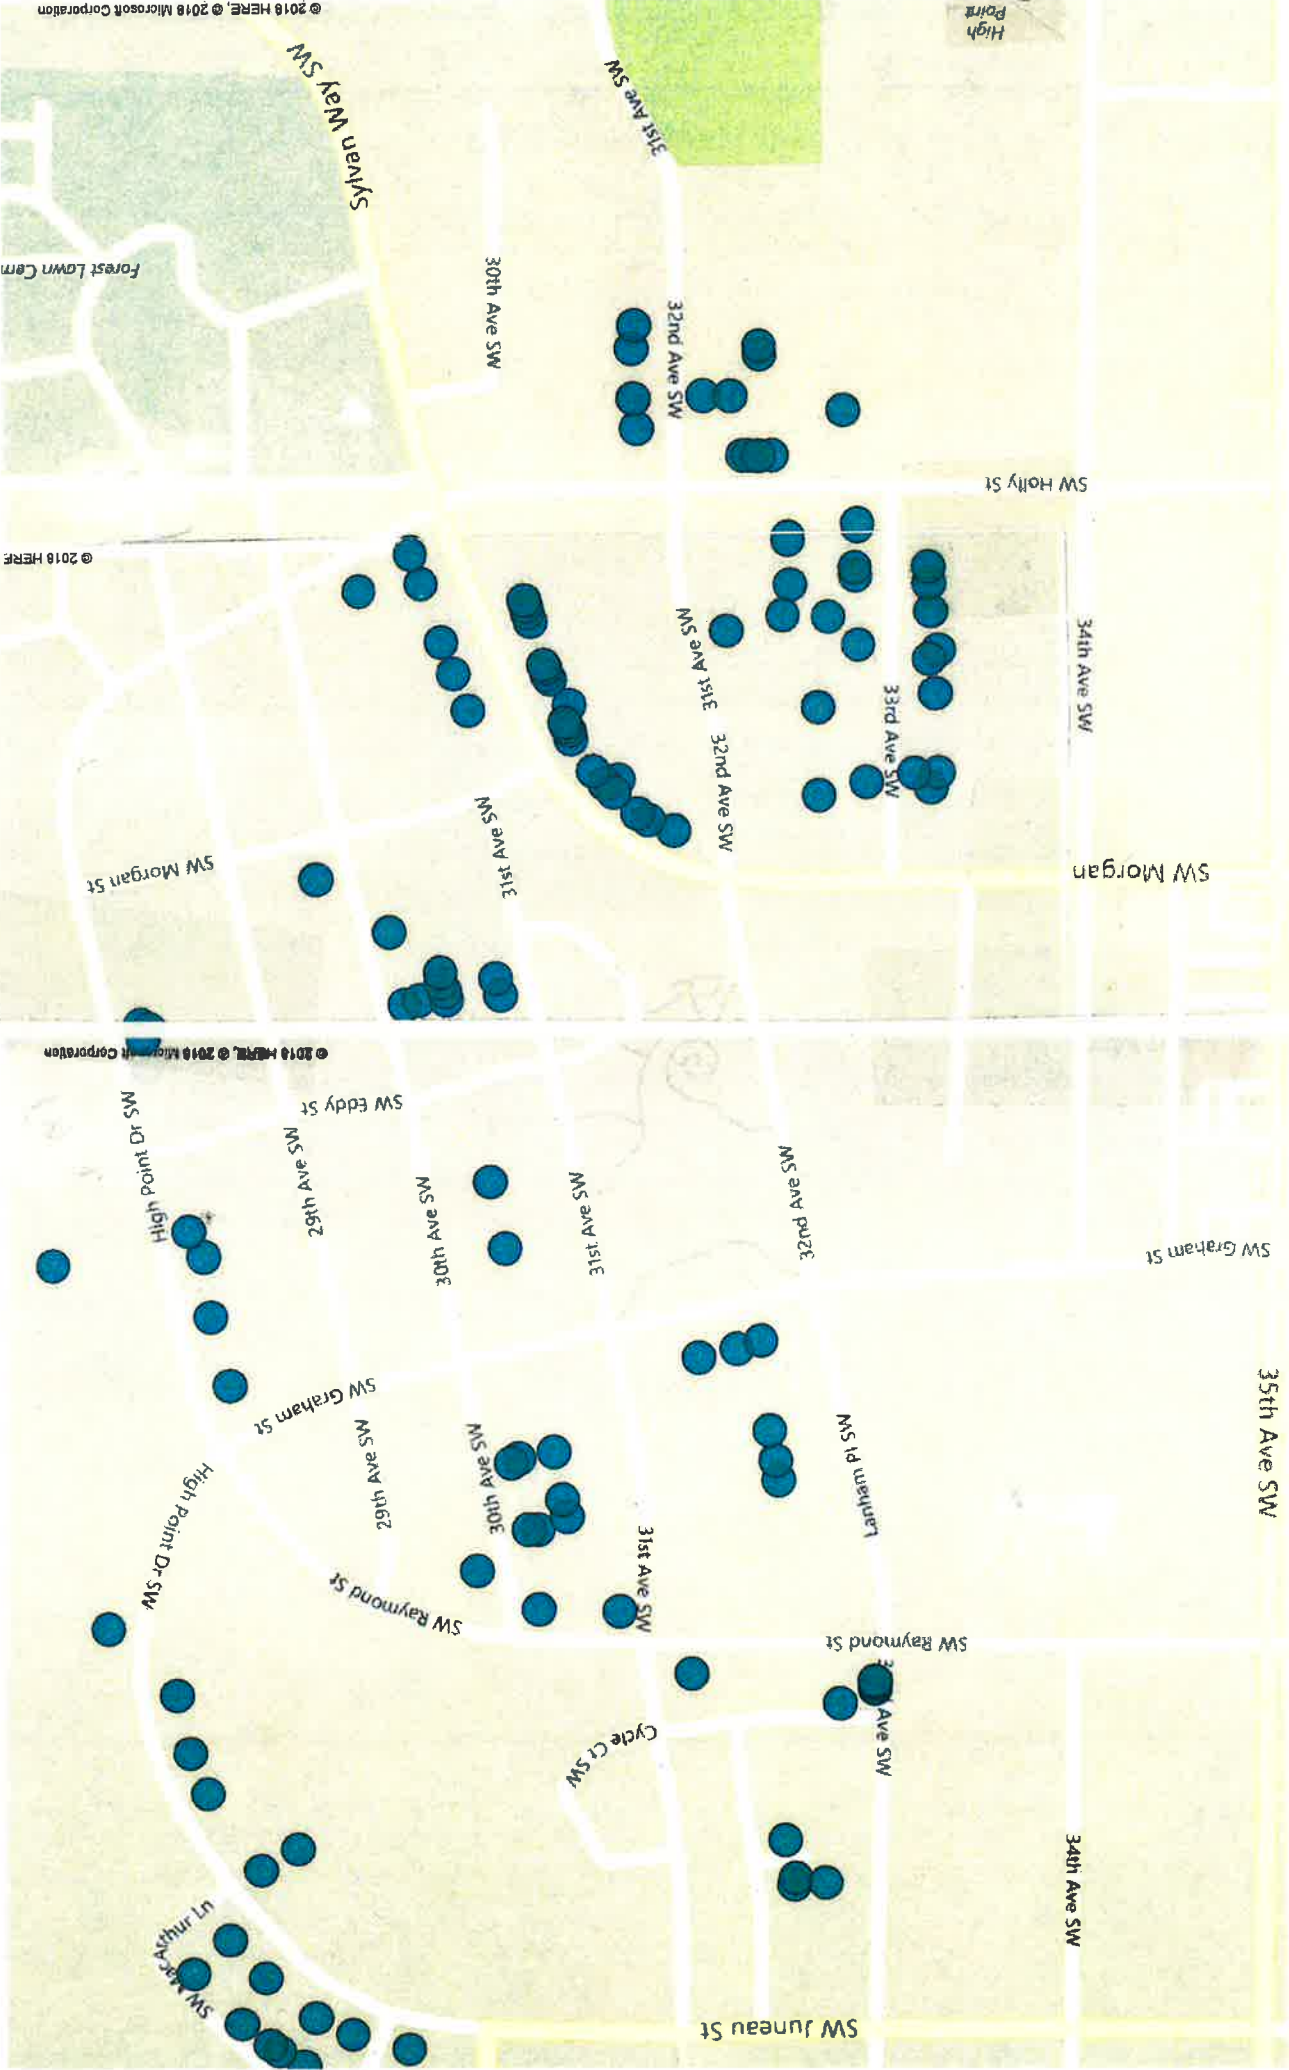 © 2018 HERE, © 2018 Microsoft Corporation
High
Point
Sylvan Way SW
31st Ave SW
Forest Lawn Cem
30th Ave SW
32nd Ave SW
SW Holly St
© 2018 HERE
31st Ave SW
34th Ave SW
33rd Ave SW
32nd Ave SW
31st Ave SW
SW Morgan St
SW Morgan
© 2018 HERE, © 2018 Microsoft Corporation
High Point Dr SW
SW Eddy St
29th Ave SW
30th Ave SW
31st Ave SW
32nd Ave SW
SW Graham St
SW Graham St
35th Ave SW
29th Ave SW
30th Ave SW
Lanham Pl SW
High Point Dr SW
31st Ave SW
SW Raymond St
SW Raymond St
Ave SW
Cycle Ct SW
34th Ave SW
SW MacArthur Ln
SW Juneau St